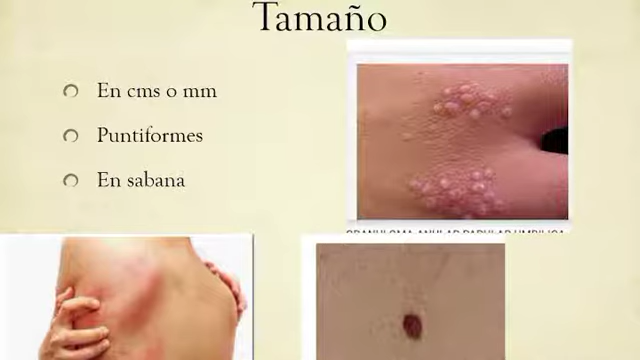 Tamaño
En cms o mm
Puntiformes
En sabana